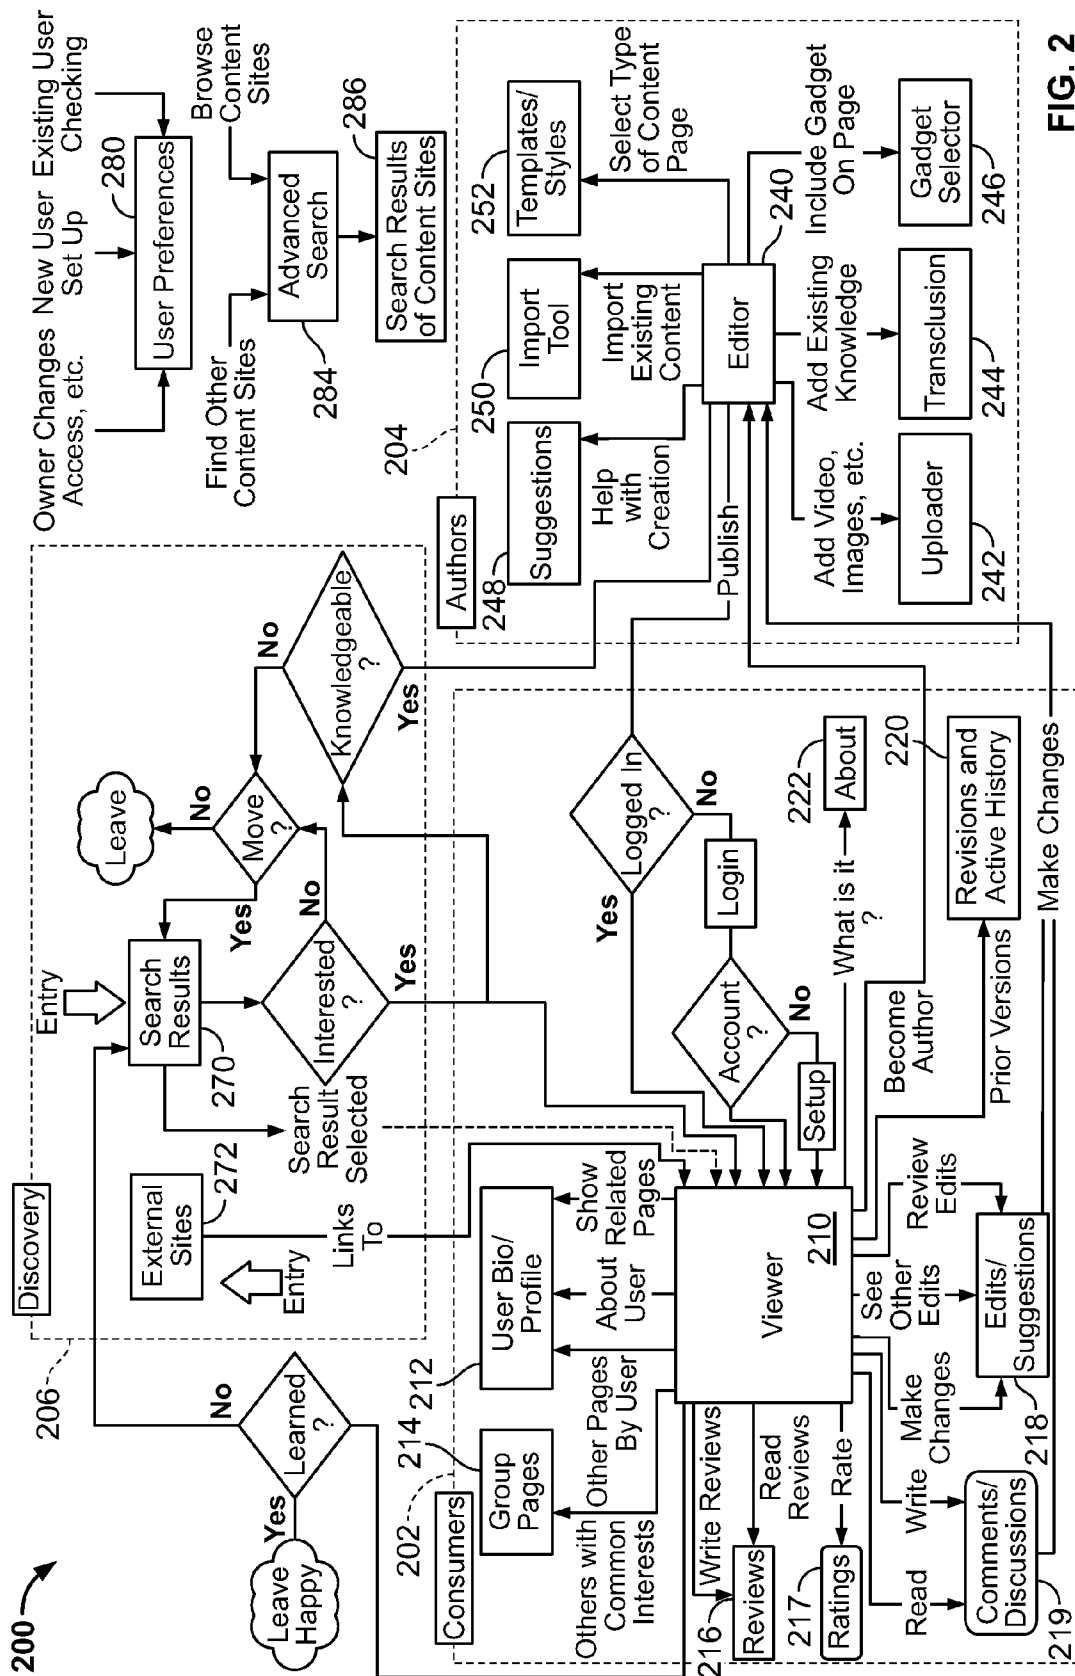 200
Owner Changes
Access, etc.
New User
Set Up
Existing User
Checking
280
User Preferences
Browse
Content Sites
Find Other
Content Sites
Advanced
Search
284
286
Search Results
of Content Sites
Discovery
206
Entry
External
Sites
272
Links
To
Entry
Search
Results
270
Search
Result
Selected
Interested
?
Yes
No
Move
?
Yes
No
Leave
Knowledgeable
?
No
Yes
Learned
?
No
Yes
Leave
Happy
Authors
204
248
Suggestions
Help
with
Creation
250
Import
Tool
Import
Existing
Content
252
Templates/
Styles
Select Type
of Content
Page
Publish
Editor
240
Add Video,
Images, etc.
Uploader
242
Add Existing
Knowledge
Transclusion
244
Include Gadget
On Page
Gadget
Selector
246
Consumers
202
214
Group
Pages
212
User Bio/
Profile
Others with
Common
Interests
Other Pages
By User
About
User
Show
Related
Pages
Viewer
210
Logged In
?
Yes
No
Login
Account
?
No
Setup
What is it
?
About
222
Become
Author
Prior Versions
Revisions and
Active History
220
Write Reviews
Reviews
216
Read
Reviews
Rate
Ratings
217
Read
Write
Comments/
Discussions
219
Make
Changes
See
Other
Edits
Review
Edits
Edits/
Suggestions
218
Make Changes
FIG. 2